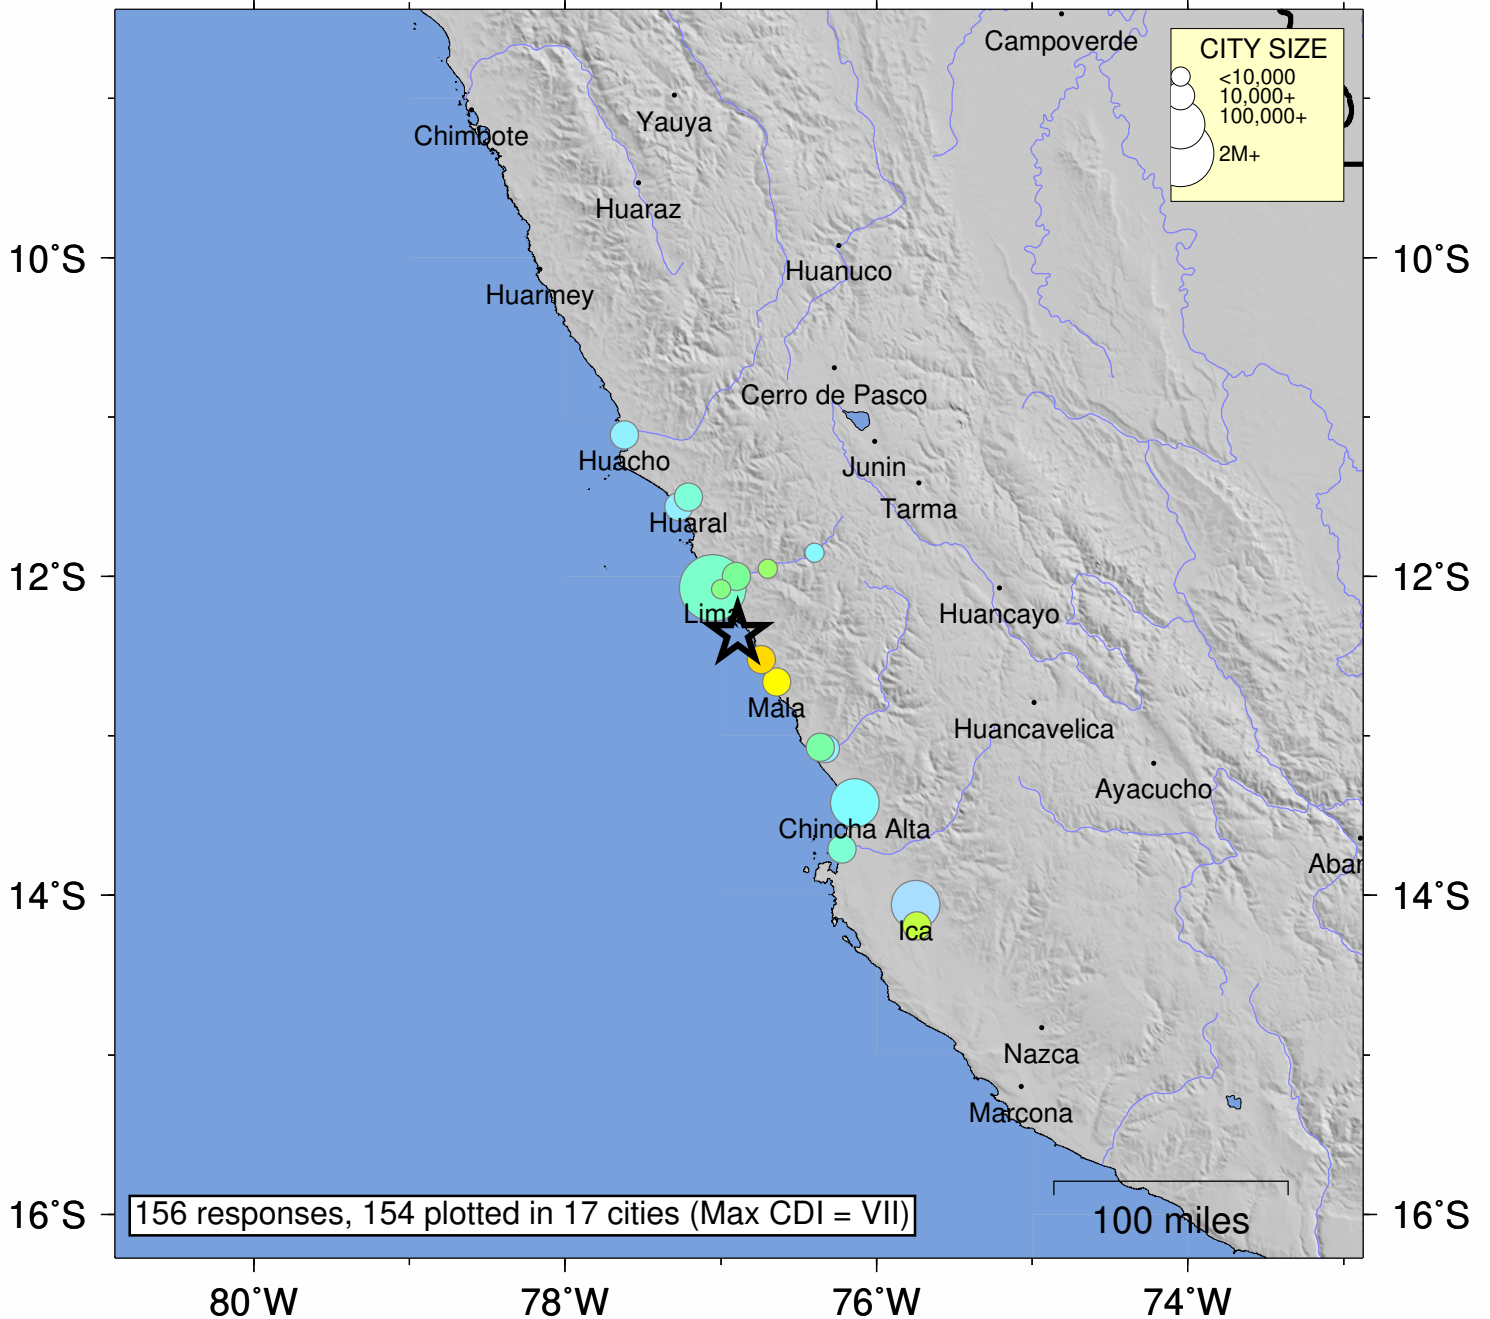 Campoverde
CITY SIZE
<10,000
10,000+
100,000+
2M+
Yauya
Chimbote
Huaraz
10˚S
10˚S
Huanuco
Huarmey
Cerro de Pasco
Huacho
Junin
Tarma
Huaral
12˚S
12˚S
Lima
Huancayo
Mala
Huancavelica
Ayacucho
Chincha Alta
Abar
14˚S
14˚S
Ica
Nazca
Marcona
156 responses, 154 plotted in 17 cities (Max CDI = VII)
16˚S
100 miles
16˚S
80˚W
78˚W
76˚W
74˚W